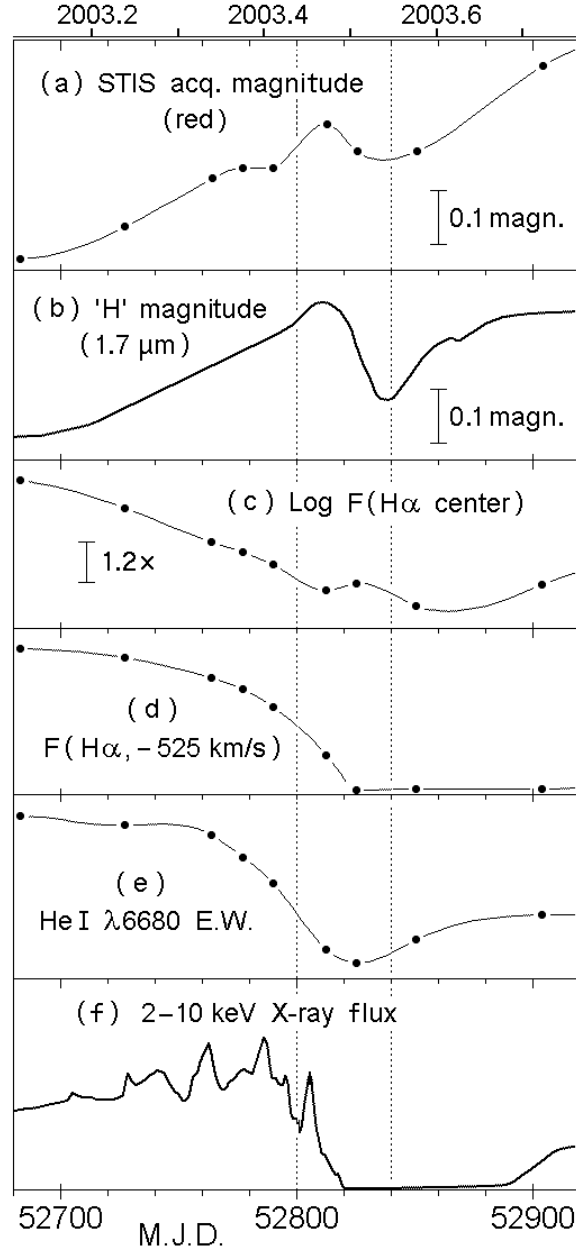 2003.2 2003.4 2003.6
(a) STIS acq. magnitude
(red)
0.1 magn.
(b) 'H' magnitude
(1.7 μm)
0.1 magn.
(c) Log F(Hα center)
1.2×
(d)
F(Hα, −525 km/s)
(e)
He I λ6680 E.W.
(f) 2–10 keV X-ray flux
52700 52800 52900
M.J.D.